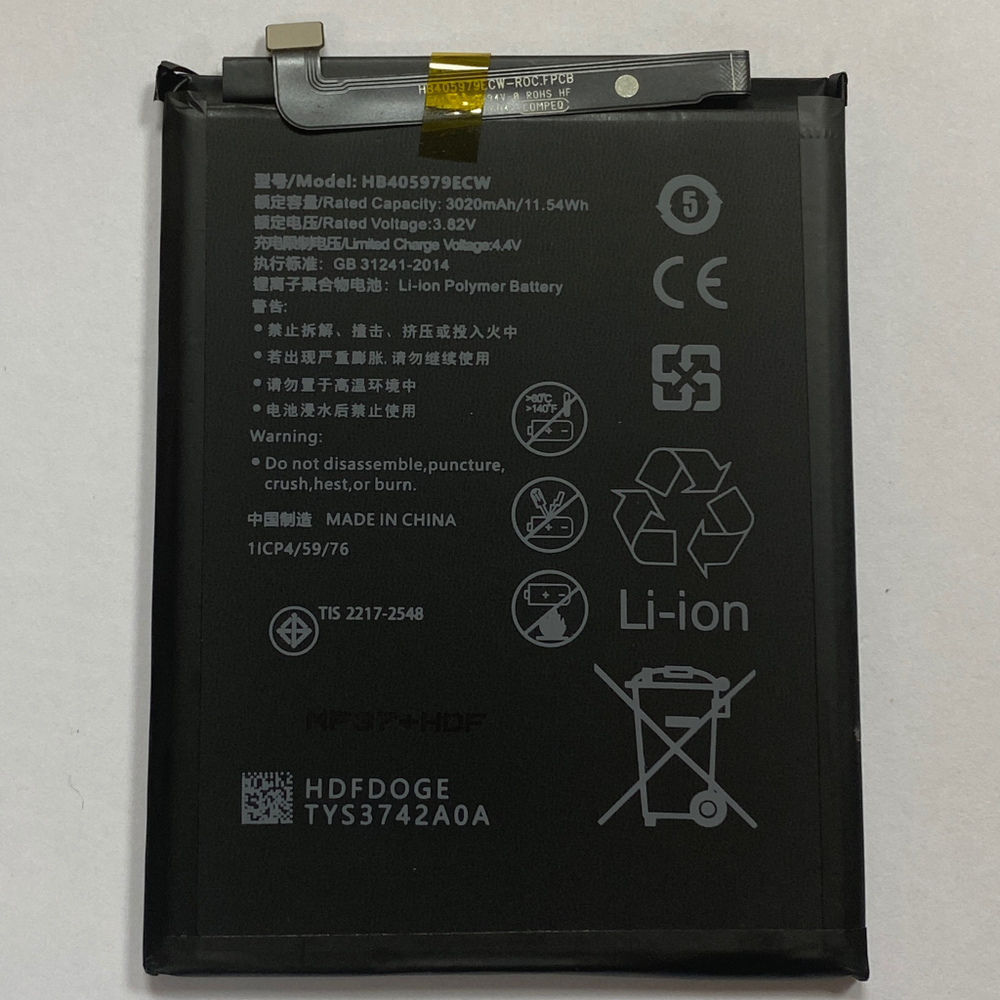 HB405979ECW-ROC.FPCB
94V-0 ROHS HF
COMPEQ
型号/Model: HB405979ECW
额定容量/Rated Capacity: 3020mAh/11.54Wh
额定电压/Rated Voltage:3.82V
充电限制电压/Limited Charge Voltage:4.4V
执行标准：GB 31241-2014
锂离子聚合物电池：Li-ion Polymer Battery
警告:
•禁止拆解、撞击、挤压或投入火中
•若出现严重膨胀,请勿继续使用
•请勿置于高温环境中
•电池浸水后禁止使用
Warning:
•Do not disassemble,puncture,
crush,hest,or burn.
中国制造 MADE IN CHINA
1ICP4/59/76
TIS 2217-2548
5
CE
>60℃
>140℉
Li-ion
HDFDOGE
TYS3742A0A